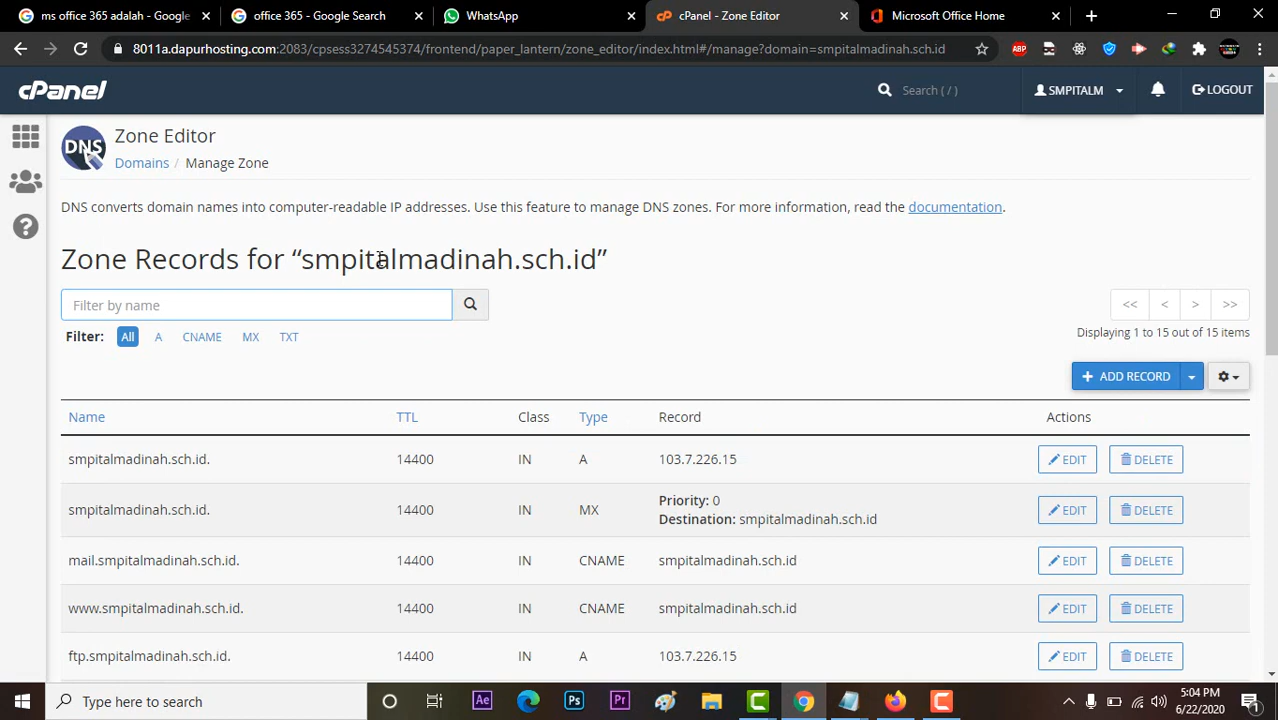 ms office 365 adalah - Google
office 365 - Google Search
WhatsApp
cPanel - Zone Editor
Microsoft Office Home
8011a.dapurhosting.org:2083/cpsess3274545374/frontend/paper_lantern/zone_editor/index.html#/manage?domain=smpitalmadinah.sch.id
ABP
cPanel
Search ( / )
SMPITALM
LOGOUT
DNS
Zone Editor
Domains / Manage Zone
DNS converts domain names into computer-readable IP addresses. Use this feature to manage DNS zones. For more information, read the documentation.
Zone Records for “smpitalmadinah.sch.id”
Filter by name
<< < > >>
Filter: All A CNAME MX TXT
Displaying 1 to 15 out of 15 items
+ ADD RECORD
Name TTL Class Type Record Actions
smpitalmadinah.sch.id. 14400 IN A 103.7.226.15 EDIT DELETE
smpitalmadinah.sch.id. 14400 IN MX Priority: 0 EDIT DELETE
Destination: smpitalmadinah.sch.id
mail.smpitalmadinah.sch.id. 14400 IN CNAME smpitalmadinah.sch.id EDIT DELETE
www.smpitalmadinah.sch.id. 14400 IN CNAME smpitalmadinah.sch.id EDIT DELETE
ftp.smpitalmadinah.sch.id. 14400 IN A 103.7.226.15 EDIT DELETE
Type here to search
Ae
Ps
Pr
5:04 PM
6/22/2020